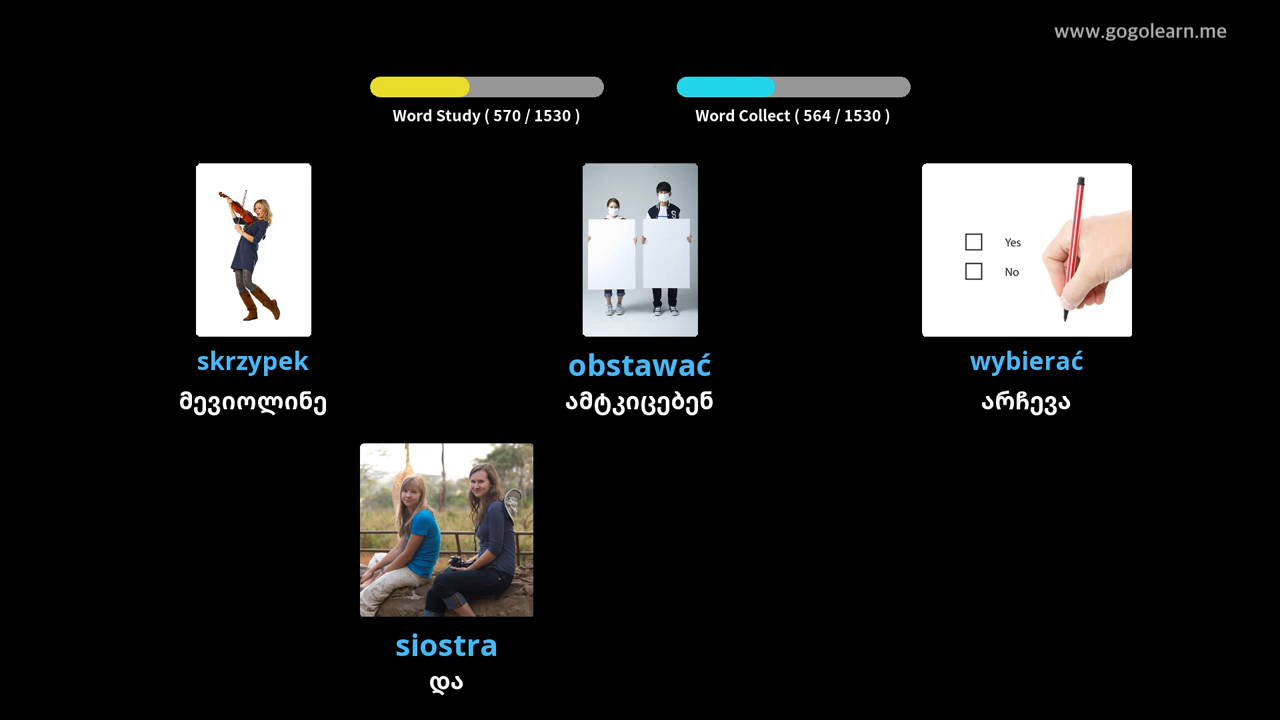 www.gogolearn.me
Word Study ( 570 / 1530 )
Word Collect ( 564 / 1530 )
S
Yes
No
skrzypek
obstawać
wybierać
მევიოლინე
ამტკიცებენ
არჩევა
siostra
და